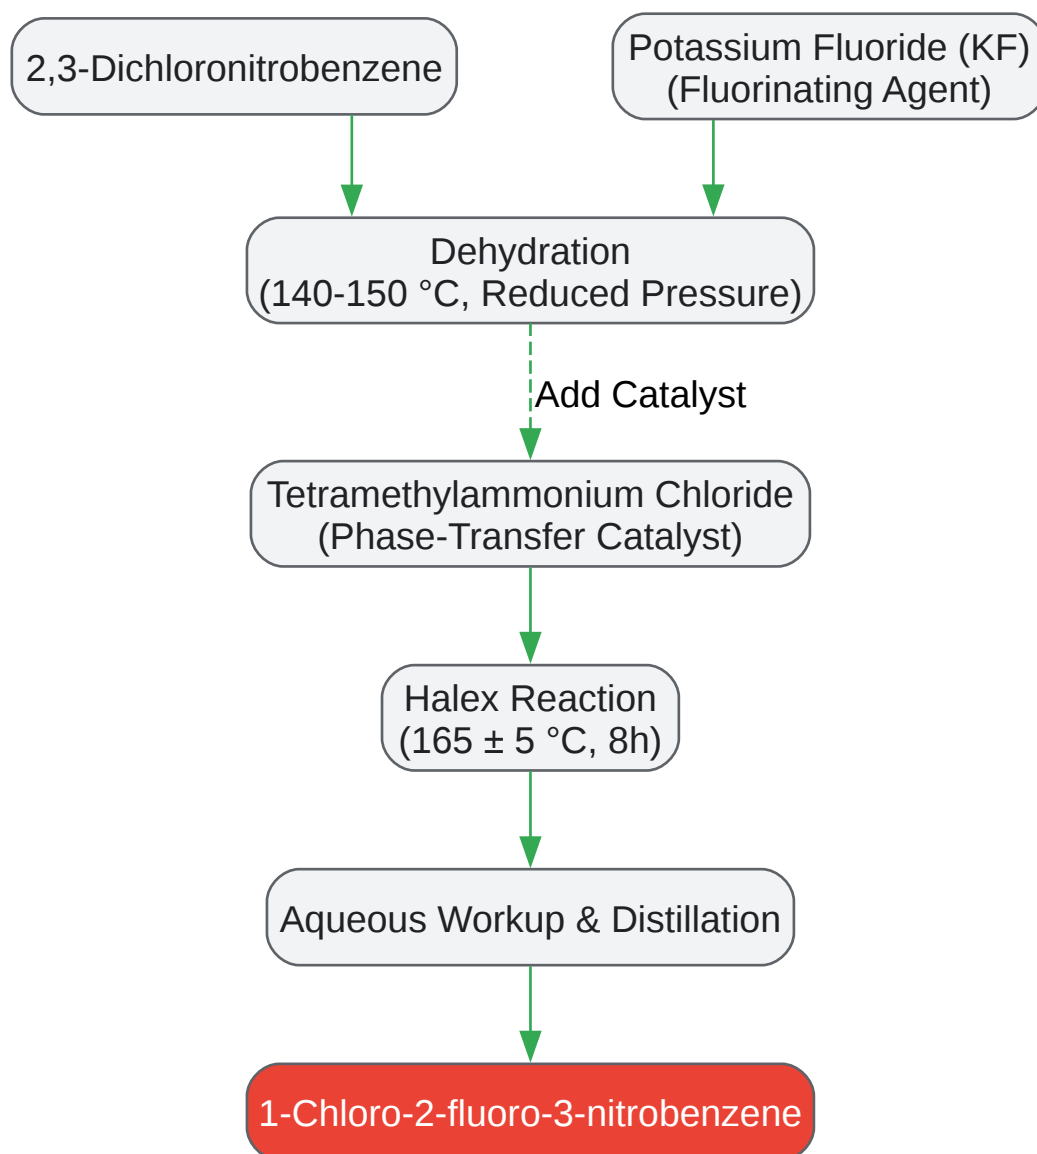 2,3-Dichloronitrobenzene
Potassium Fluoride (KF)
(Fluorinating Agent)
Dehydration
(140-150 °C, Reduced Pressure)
Add Catalyst
Tetramethylammonium Chloride
(Phase-Transfer Catalyst)
Halex Reaction
(165 ± 5 °C, 8h)
Aqueous Workup & Distillation
1-Chloro-2-fluoro-3-nitrobenzene